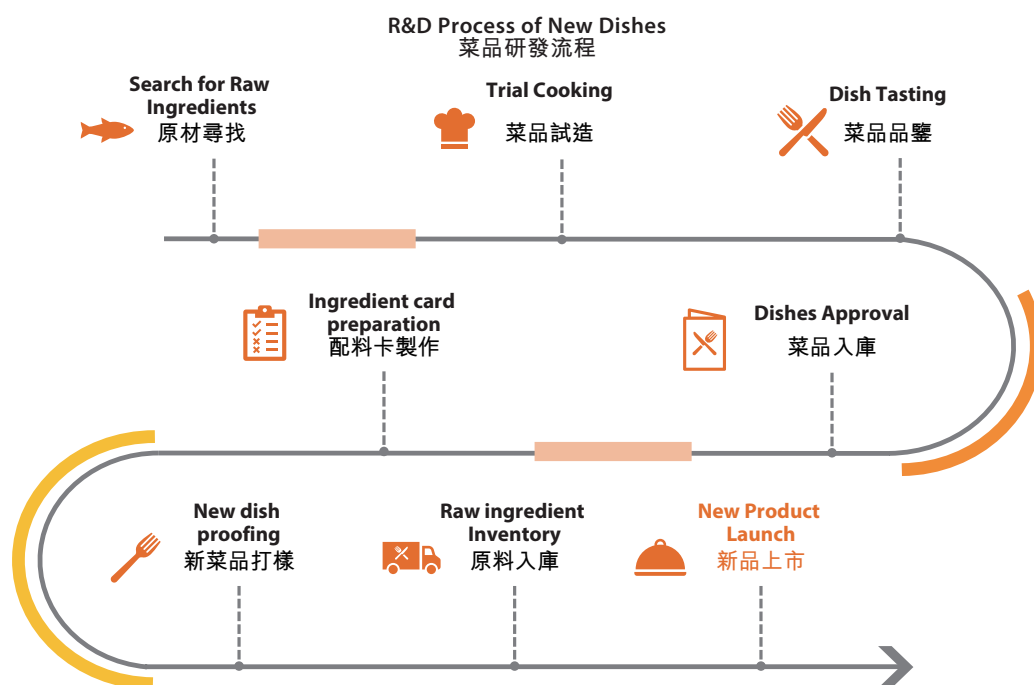 R&D Process of New Dishes
菜品研發流程
Search for Raw
Ingredients
原材尋找
Trial Cooking
菜品試造
Dish Tasting
菜品品鑒
Dishes Approval
菜品入庫
Ingredient card
preparation
配料卡製作
New dish
proofing
新菜品打樣
Raw ingredient
Inventory
原料入庫
New Product
Launch
新品上市